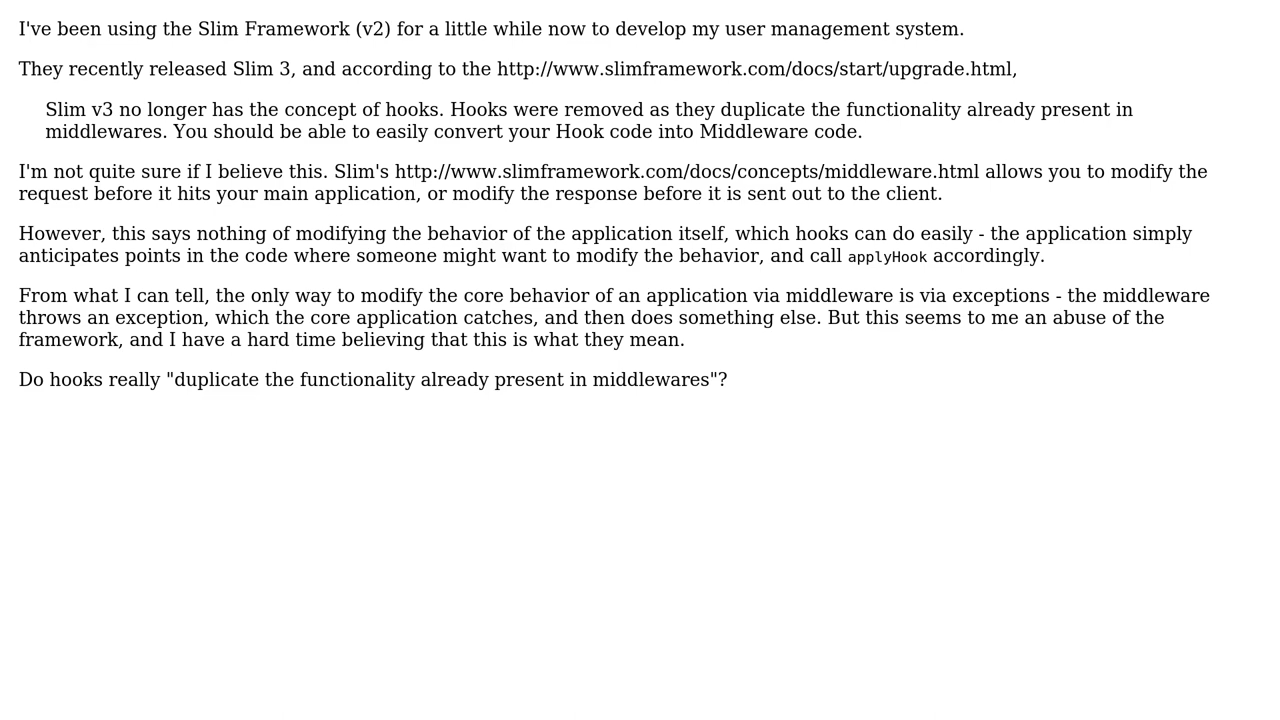 I've been using the Slim Framework (v2) for a little while now to develop my user management system.
They recently released Slim 3, and according to the http://www.slimframework.com/docs/start/upgrade.html,
Slim v3 no longer has the concept of hooks. Hooks were removed as they duplicate the functionality already present in
middlewares. You should be able to easily convert your Hook code into Middleware code.
I'm not quite sure if I believe this. Slim's http://www.slimframework.com/docs/concepts/middleware.html allows you to modify the
request before it hits your main application, or modify the response before it is sent out to the client.
However, this says nothing of modifying the behavior of the application itself, which hooks can do easily - the application simply
anticipates points in the code where someone might want to modify the behavior, and call applyHook accordingly.
From what I can tell, the only way to modify the core behavior of an application via middleware is via exceptions - the middleware
throws an exception, which the core application catches, and then does something else. But this seems to me an abuse of the
framework, and I have a hard time believing that this is what they mean.
Do hooks really "duplicate the functionality already present in middlewares"?